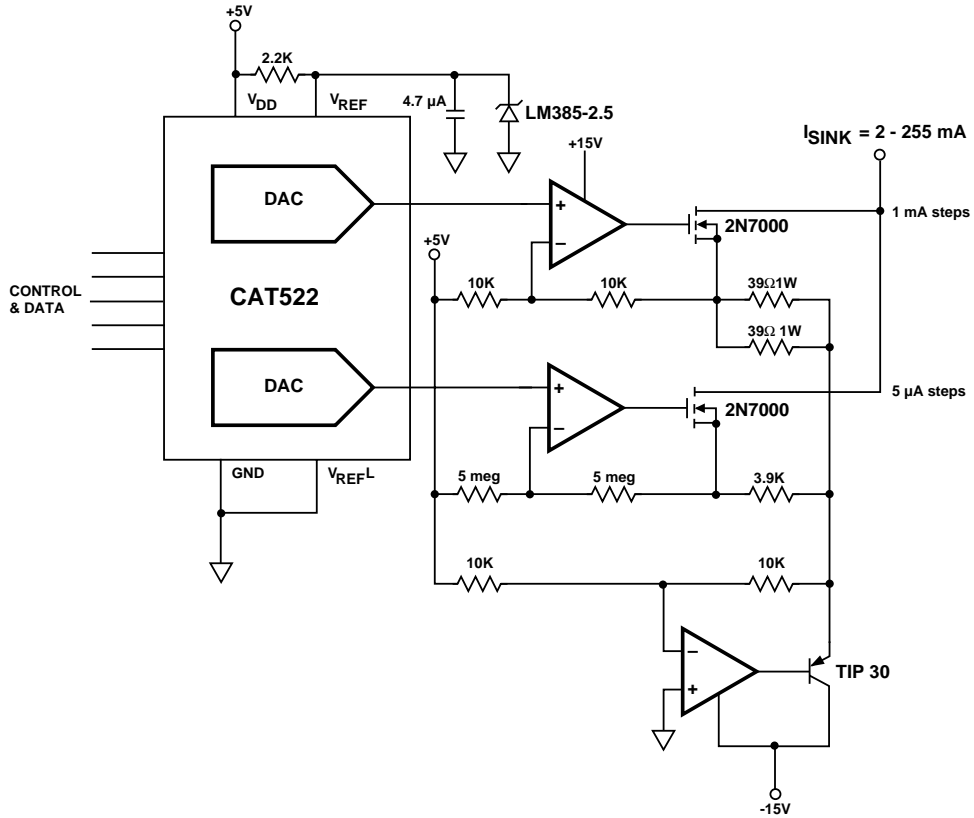 +5V
2.2K
VDD
VREF
4.7 µA
LM385-2.5
ISINK = 2 - 255 mA
+15V
DAC
+
−
2N7000
1 mA steps
+5V
CONTROL
& DATA
CAT522
10K
10K
39Ω1W
39Ω 1W
DAC
+
−
2N7000
5 µA steps
GND
VREFL
5 meg
5 meg
3.9K
10K
10K
−
+
TIP 30
-15V